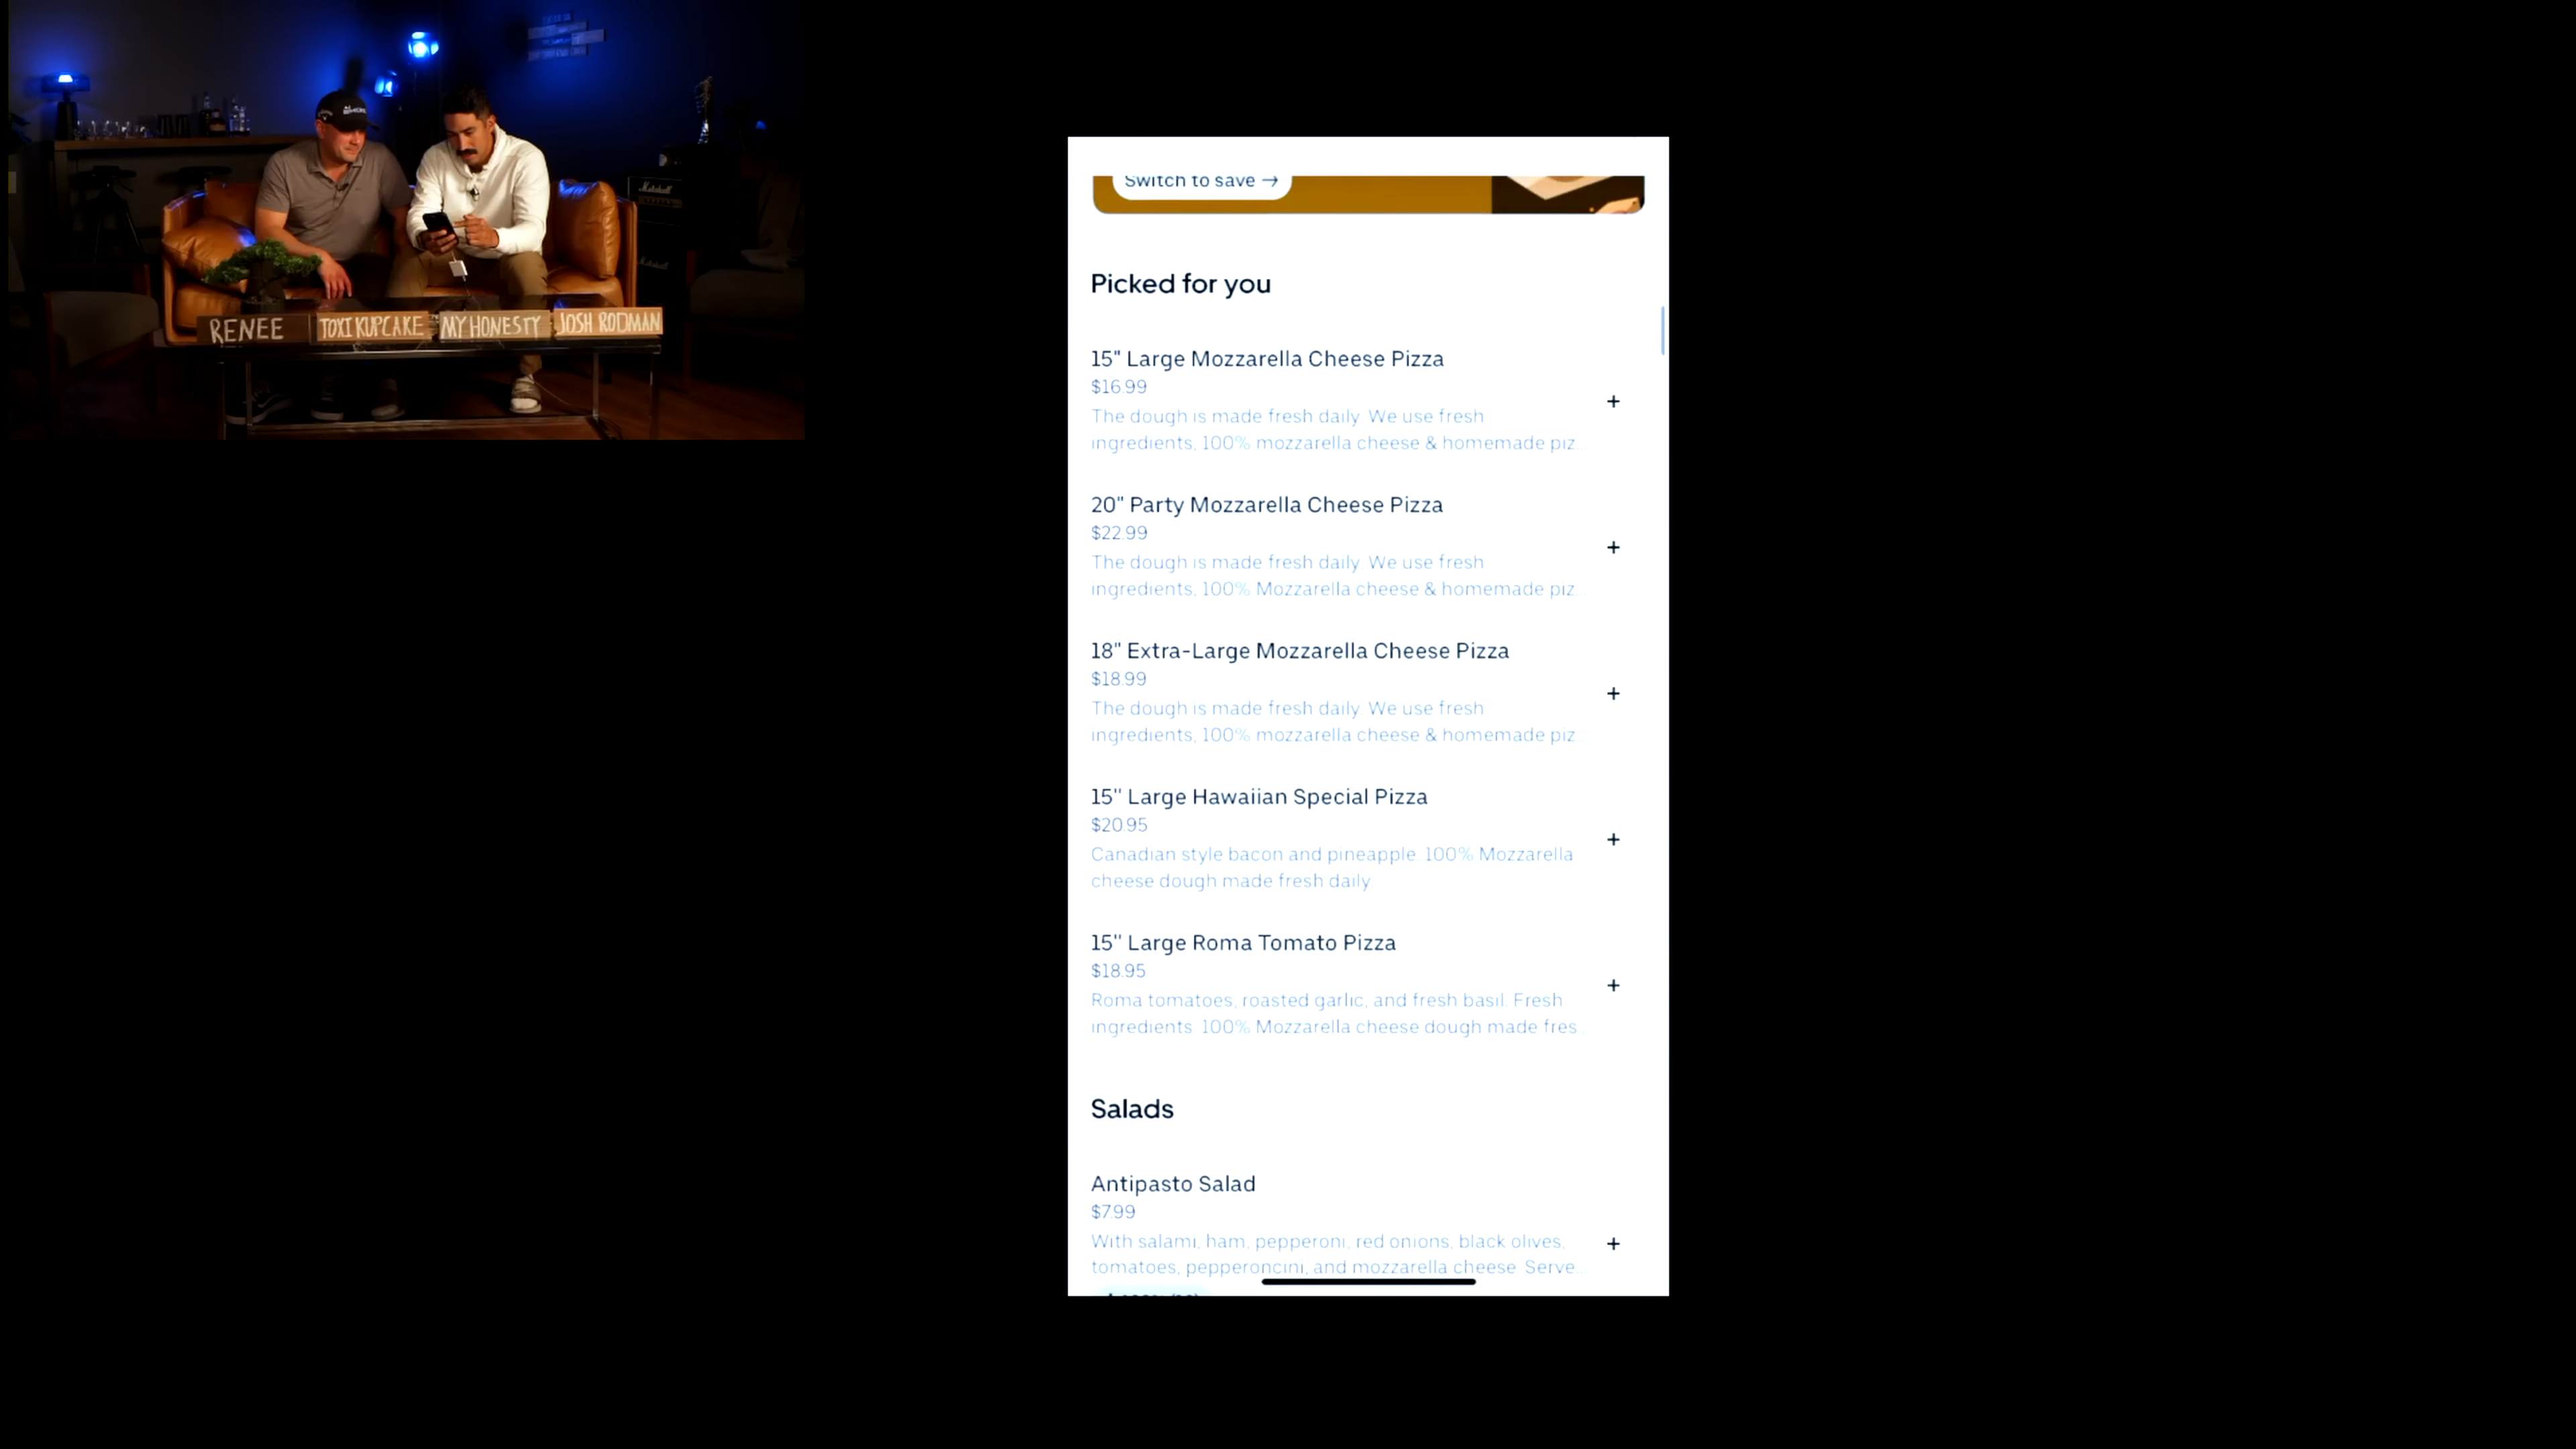 RENEE
TOXI KUPCAKE
MY HONESTY
JOSH RODMAN
Marshall
Marshall
Switch to save →
Picked for you
15" Large Mozzarella Cheese Pizza
$16.99
The dough is made fresh daily. We use fresh
ingredients, 100% mozzarella cheese & homemade piz...
+
20" Party Mozzarella Cheese Pizza
$22.99
The dough is made fresh daily. We use fresh
ingredients, 100% Mozzarella cheese & homemade piz...
+
18" Extra-Large Mozzarella Cheese Pizza
$18.99
The dough is made fresh daily. We use fresh
ingredients, 100% mozzarella cheese & homemade piz...
+
15'' Large Hawaiian Special Pizza
$20.95
Canadian style bacon and pineapple. 100% Mozzarella
cheese dough made fresh daily.
+
15'' Large Roma Tomato Pizza
$18.95
Roma tomatoes, roasted garlic, and fresh basil. Fresh
ingredients. 100% Mozzarella cheese dough made fres...
+
Salads
Antipasto Salad
$7.99
With salami, ham, pepperoni, red onions, black olives,
tomatoes, pepperoncini, and mozzarella cheese. Serve...
+